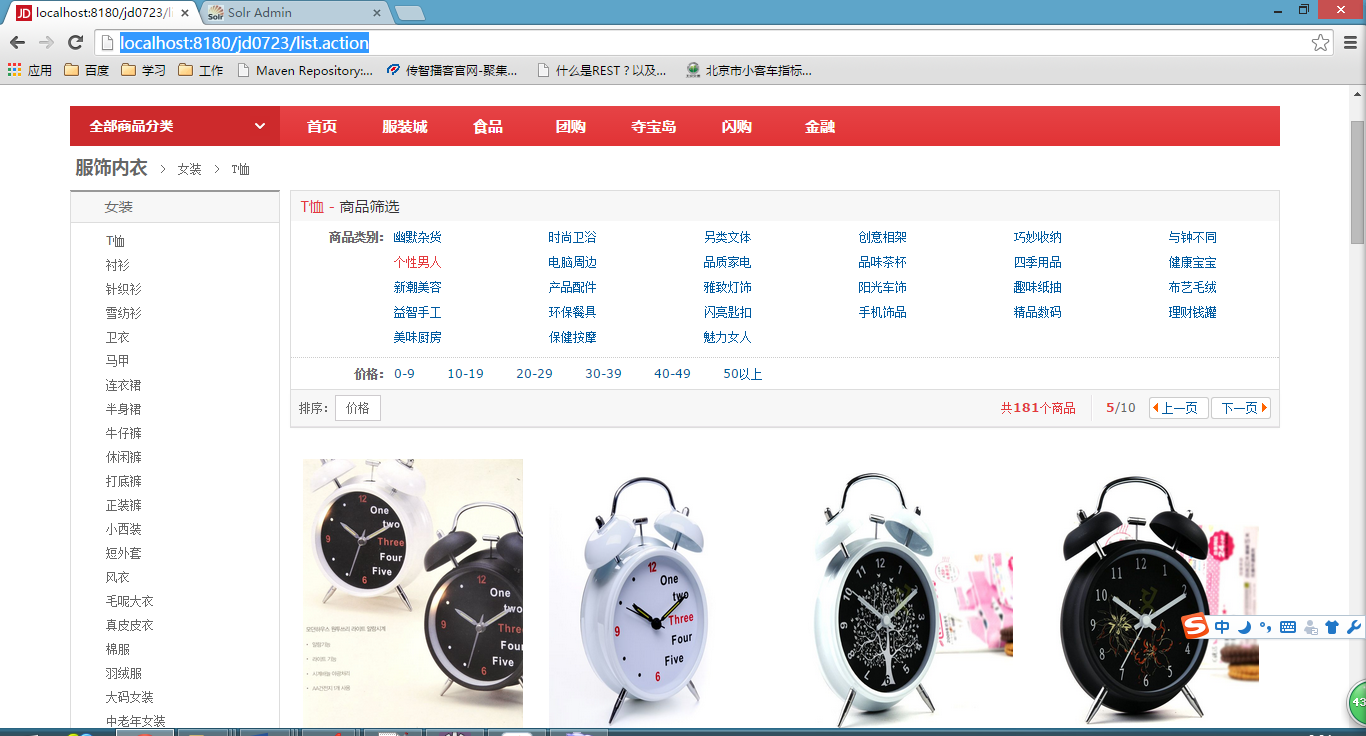 JD localhost:8180/jd0723/li
Solr Admin
localhost:8180/jd0723/list.action
应用 百度 学习 工作 Maven Repository:... 传智播客官网-聚集... 什么是REST？以及... 北京市小客车指标...
全部商品分类 首页 服装城 食品 团购 夺宝岛 闪购 金融
服饰内衣 > 女装 > T恤
女装
T恤
衬衫
针织衫
雪纺衫
卫衣
马甲
连衣裙
半身裙
牛仔裤
休闲裤
打底裤
正装裤
小西装
短外套
风衣
毛呢大衣
真皮皮衣
棉服
羽绒服
大码女装
中老年女装
T恤 - 商品筛选
商品类别: 幽默杂货 时尚卫浴 另类文体 创意相架 巧妙收纳 与钟不同
个性男人 电脑周边 品质家电 品味茶杯 四季用品 健康宝宝
新潮美容 产品配件 雅致灯饰 阳光车饰 趣味纸抽 布艺毛绒
益智手工 环保餐具 闪亮匙扣 手机饰品 精品数码 理财钱罐
美味厨房 保健按摩 魅力女人
价格: 0-9 10-19 20-29 30-39 40-49 50以上
排序: 价格 共181个商品 5/10 上一页 下一页
12
One
two
9
Three
Four
Five
6
12
One
two
9
Thre
Four
Five
6
12
One
two
9
Three
Four
Five
6
11 12 1
10 2
9 3
8 4
7 6 5
中
43